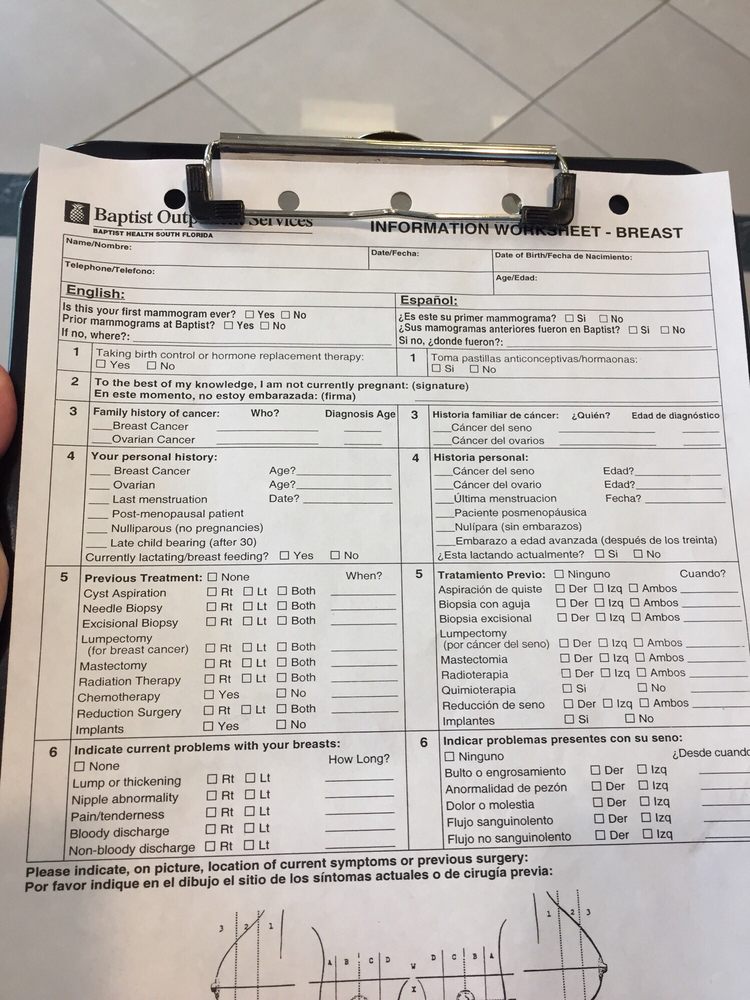 Baptist Outp Services
BAPTIST HEALTH SOUTH FLORIDA
INFORMATION WORKSHEET - BREAST
Name/Nombre:
Date/Fecha:
Date of Birth/Fecha de Nacimiento:
Telephone/Telefono:
Age/Edad:
English:
Is this your first mammogram ever? ☐ Yes ☐ No
Prior mammograms at Baptist? ☐ Yes ☐ No
If no, where?:
Español:
¿Es este su primer mammograma? ☐ Si ☐ No
¿Sus mamogramas anteriores fueron en Baptist? ☐ Si ☐ No
Si no, ¿donde fueron?:
1 Taking birth control or hormone replacement therapy:
☐ Yes ☐ No
1 Toma pastillas anticonceptivas/hormaonas:
☐ Si ☐ No
2 To the best of my knowledge, I am not currently pregnant: (signature)
En este momento, no estoy embarazada: (firma)
3 Family history of cancer: Who? Diagnosis Age
Breast Cancer
Ovarian Cancer
3 Historia familiar de cáncer: ¿Quién? Edad de diagnóstico
Cáncer del seno
Cáncer del ovarios
4 Your personal history:
Breast Cancer Age?
Ovarian Age?
Last menstruation Date?
Post-menopausal patient
Nulliparous (no pregnancies)
Late child bearing (after 30)
Currently lactating/breast feeding? ☐ Yes ☐ No
4 Historia personal:
Cáncer del seno Edad?
Cáncer del ovario Edad?
Última menstruacion Fecha?
Paciente posmenopáusica
Nulípara (sin embarazos)
Embarazo a edad avanzada (después de los treinta)
¿Esta lactando actualmente? ☐ Si ☐ No
5 Previous Treatment: ☐ None When?
Cyst Aspiration ☐ Rt ☐ Lt ☐ Both
Needle Biopsy ☐ Rt ☐ Lt ☐ Both
Excisional Biopsy ☐ Rt ☐ Lt ☐ Both
Lumpectomy
(for breast cancer) ☐ Rt ☐ Lt ☐ Both
Mastectomy ☐ Rt ☐ Lt ☐ Both
Radiation Therapy ☐ Rt ☐ Lt ☐ Both
Chemotherapy ☐ Yes ☐ No
Reduction Surgery ☐ Rt ☐ Lt ☐ Both
Implants ☐ Yes ☐ No
5 Tratamiento Previo: ☐ Ninguno Cuando?
Aspiración de quiste ☐ Der ☐ Izq ☐ Ambos
Biopsia con aguja ☐ Der ☐ Izq ☐ Ambos
Biopsia excisional ☐ Der ☐ Izq ☐ Ambos
Lumpectomy
(por cáncer del seno) ☐ Der ☐ Izq ☐ Ambos
Mastectomia ☐ Der ☐ Izq ☐ Ambos
Radioterapia ☐ Der ☐ Izq ☐ Ambos
Quimioterapia ☐ Si ☐ No
Reducción de seno ☐ Der ☐ Izq ☐ Ambos
Implantes ☐ Si ☐ No
6 Indicate current problems with your breasts:
☐ None How Long?
Lump or thickening ☐ Rt ☐ Lt
Nipple abnormality ☐ Rt ☐ Lt
Pain/tenderness ☐ Rt ☐ Lt
Bloody discharge ☐ Rt ☐ Lt
Non-bloody discharge ☐ Rt ☐ Lt
6 Indicar problemas presentes con su seno:
☐ Ninguno ¿Desde cuando
Bulto o engrosamiento ☐ Der ☐ Izq
Anormalidad de pezón ☐ Der ☐ Izq
Dolor o molestia ☐ Der ☐ Izq
Flujo sanguinolento ☐ Der ☐ Izq
Flujo no sanguinolento ☐ Der ☐ Izq
Please indicate, on picture, location of current symptoms or previous surgery:
Por favor indique en el dibujo el sitio de los síntomas actuales o de cirugía previa:
3 2 1
1 2 3
A B C D
D C B A
W
X